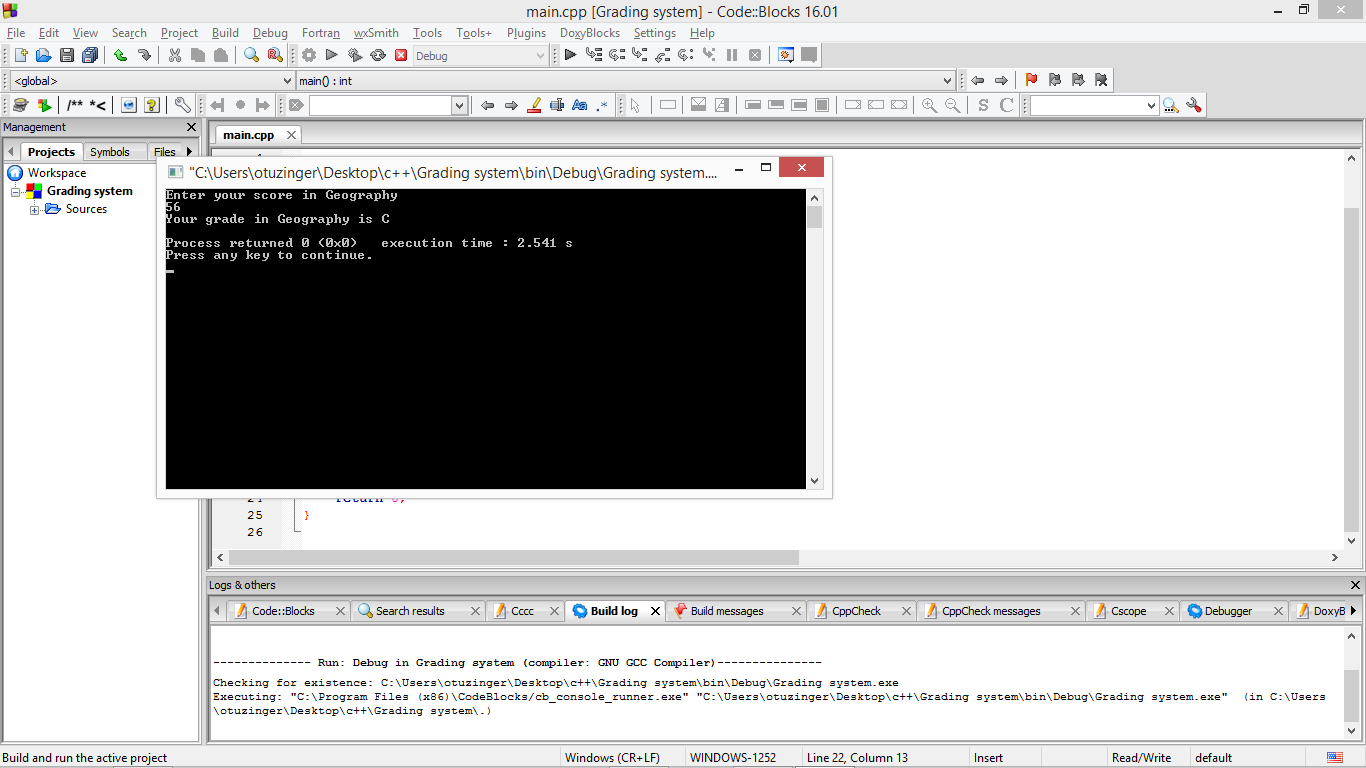 main.cpp [Grading system] - Code::Blocks 16.01
File Edit View Search Project Build Debug Fortran wxSmith Tools Tools+ Plugins DoxyBlocks Settings Help
Debug
<global> main() : int
/** *< Aa .* S C
Management
Projects Symbols Files
Workspace
Grading system
Sources
main.cpp
"C:\Users\otuzinger\Desktop\c++\Grading system\bin\Debug\Grading system....
Enter your score in Geography
56
Your grade in Geography is C
Process returned 0 (0x0) execution time : 2.541 s
Press any key to continue.
25 }
26
Logs & others
Code::Blocks Search results Cccc Build log Build messages CppCheck CppCheck messages Cscope Debugger DoxyB
-------------- Run: Debug in Grading system (compiler: GNU GCC Compiler)---------------
Checking for existence: C:\Users\otuzinger\Desktop\c++\Grading system\bin\Debug\Grading system.exe
Executing: "C:\Program Files (x86)\CodeBlocks/cb_console_runner.exe" "C:\Users\otuzinger\Desktop\c++\Grading system\bin\Debug\Grading system.exe" (in C:\Users
\otuzinger\Desktop\c++\Grading system\.)
Build and run the active project Windows (CR+LF) WINDOWS-1252 Line 22, Column 13 Insert Read/Write default